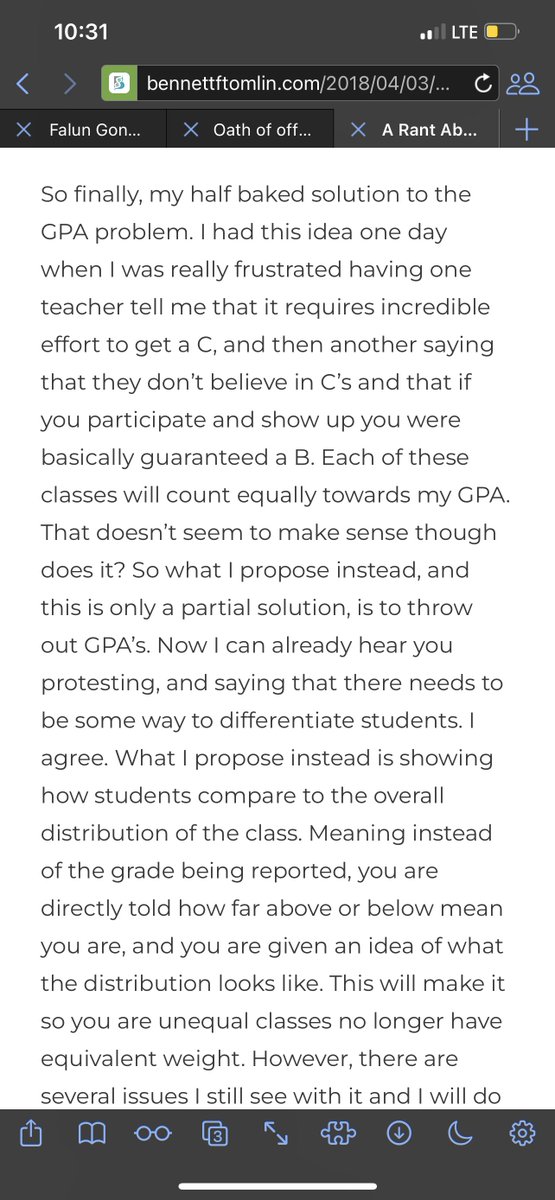 10:31
LTE
bennettftomlin.com/2018/04/03/...
Falun Gon...
Oath of off...
A Rant Ab...
So finally, my half baked solution to the
GPA problem. I had this idea one day
when I was really frustrated having one
teacher tell me that it requires incredible
effort to get a C, and then another saying
that they don’t believe in C’s and that if
you participate and show up you were
basically guaranteed a B. Each of these
classes will count equally towards my GPA.
That doesn’t seem to make sense though
does it? So what I propose instead, and
this is only a partial solution, is to throw
out GPA’s. Now I can already hear you
protesting, and saying that there needs to
be some way to differentiate students. I
agree. What I propose instead is showing
how students compare to the overall
distribution of the class. Meaning instead
of the grade being reported, you are
directly told how far above or below mean
you are, and you are given an idea of what
the distribution looks like. This will make it
so you are unequal classes no longer have
equivalent weight. However, there are
several issues I still see with it and I will do
3